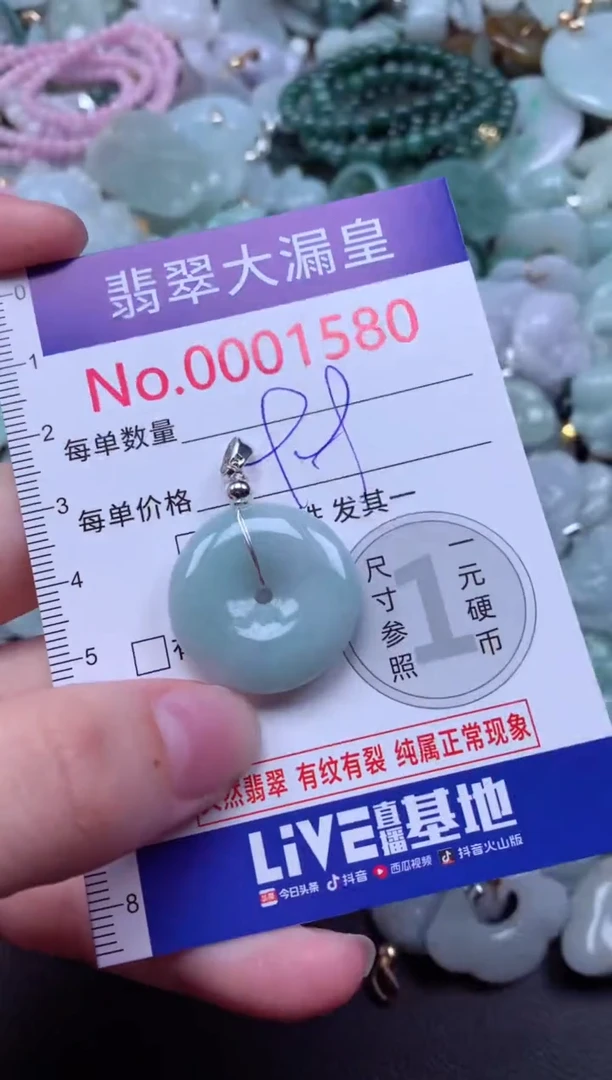 翡翠大漏皇
No.0001580
0
1
2
3
4
5
8
每单数量
每单价格
发其一
尺寸参照
1
一元硬币
然翡翠 有纹有裂 纯属正常现象
LiVE直播基地
头条 今日头条 抖音 西瓜视频 抖音火山版